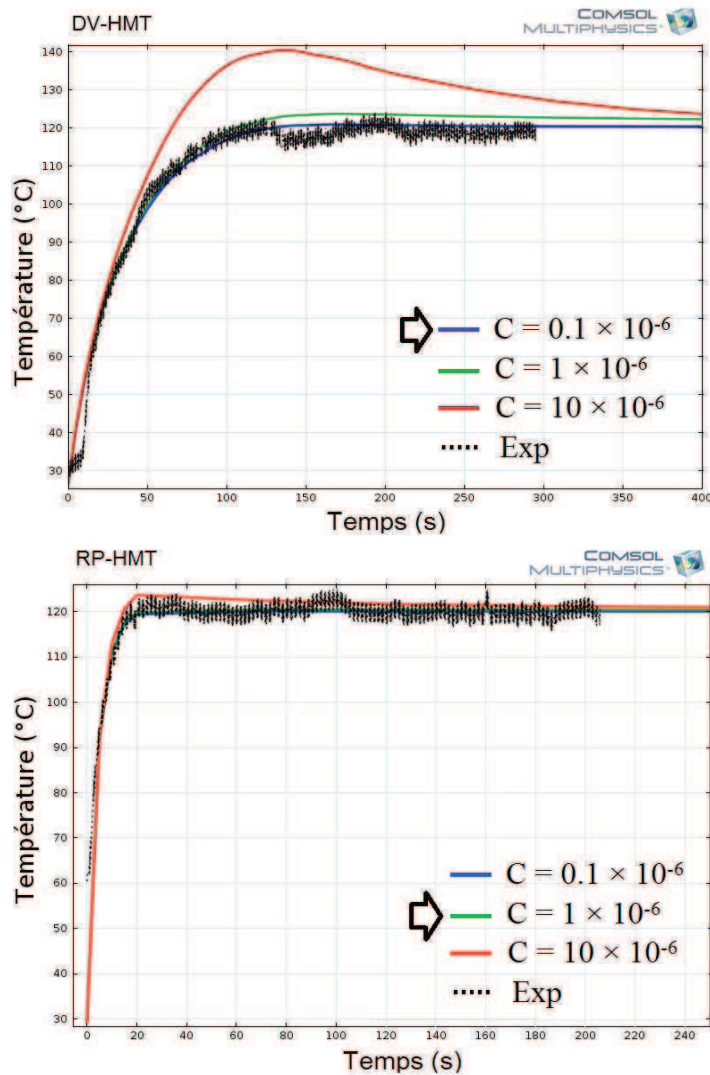 DV-HMT
COMSOL
MULTIPHYSICS
140
130
120
110
100
90
80
70
60
50
40
30
Température (°C)
C = 0.1 × 10⁻⁶
C = 1 × 10⁻⁶
C = 10 × 10⁻⁶
Exp
0 50 100 150 200 250 300 350 400
Temps (s)
RP-HMT
COMSOL
MULTIPHYSICS
120
110
100
90
80
70
60
50
40
30
Température (°C)
C = 0.1 × 10⁻⁶
C = 1 × 10⁻⁶
C = 10 × 10⁻⁶
Exp
0 20 40 60 80 100 120 140 160 180 200 220 240
Temps (s)